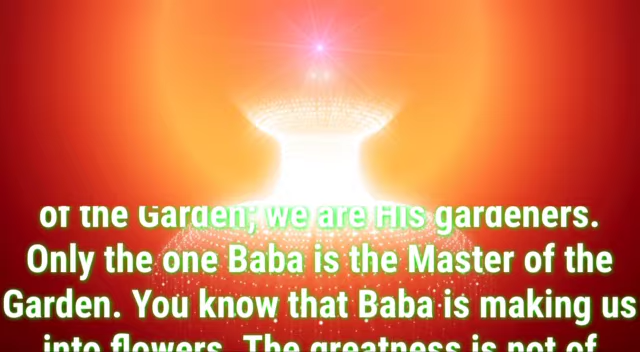 of the Garden; we are His gardeners.
Only the one Baba is the Master of the
Garden. You know that Baba is making us
into flowers. The greatness is not of